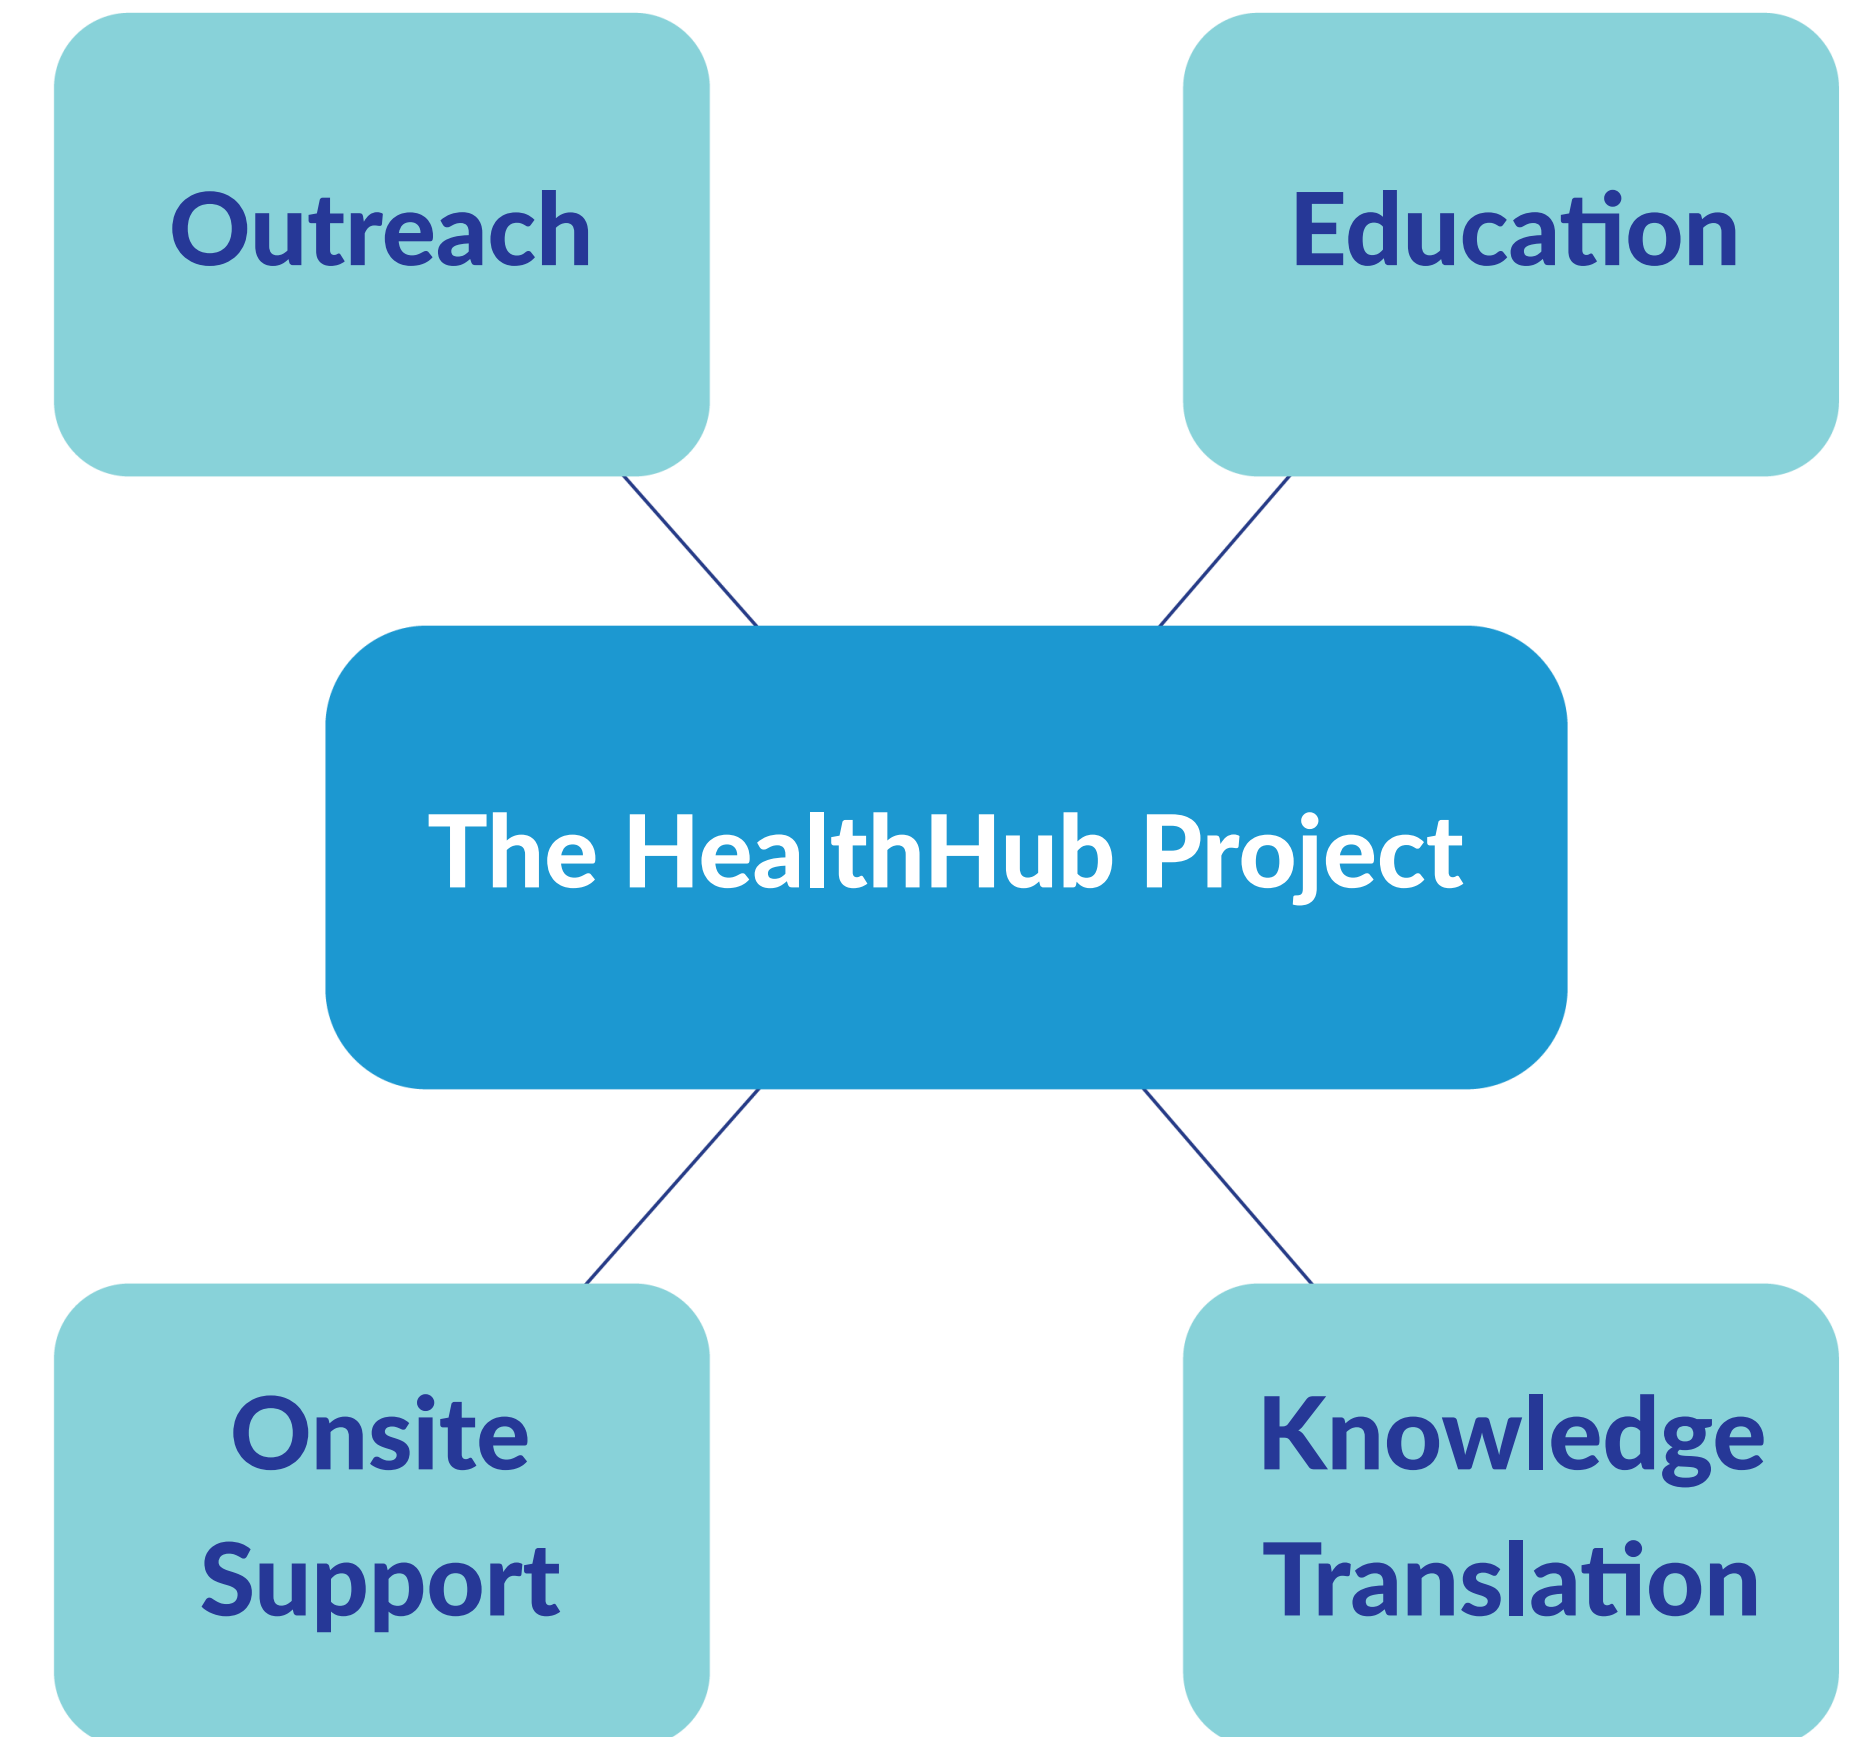 Outreach
Education
The HealthHub Project
Onsite
Support
Knowledge
Translation